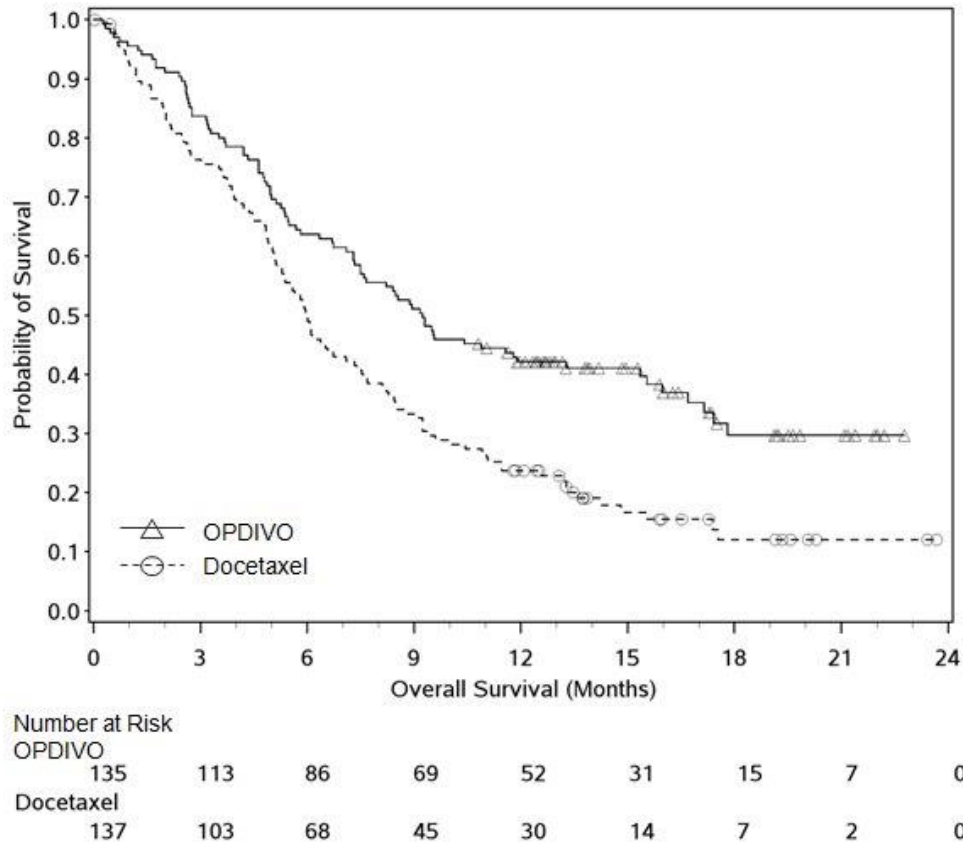 Probability of Survival
1.0
0.9
0.8
0.7
0.6
0.5
0.4
0.3
0.2
0.1
0.0
OPDIVO
Docetaxel
0 3 6 9 12 15 18 21 24
Overall Survival (Months)
Number at Risk
OPDIVO
135 113 86 69 52 31 15 7 0
Docetaxel
137 103 68 45 30 14 7 2 0